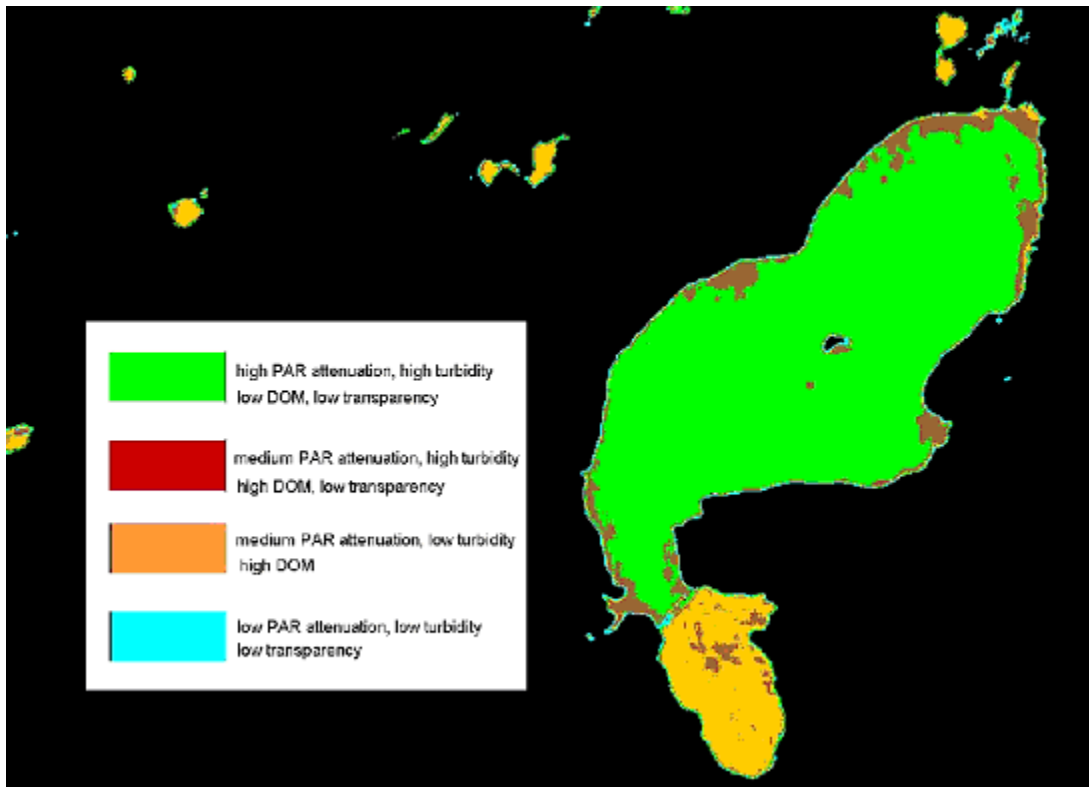 high PAR attenuation, high turbidity
low DOM, low transparency
medium PAR attenuation, high turbidity
high DOM, low transparency
medium PAR attenuation, low turbidity
high DOM
low PAR attenuation, low turbidity
low transparency